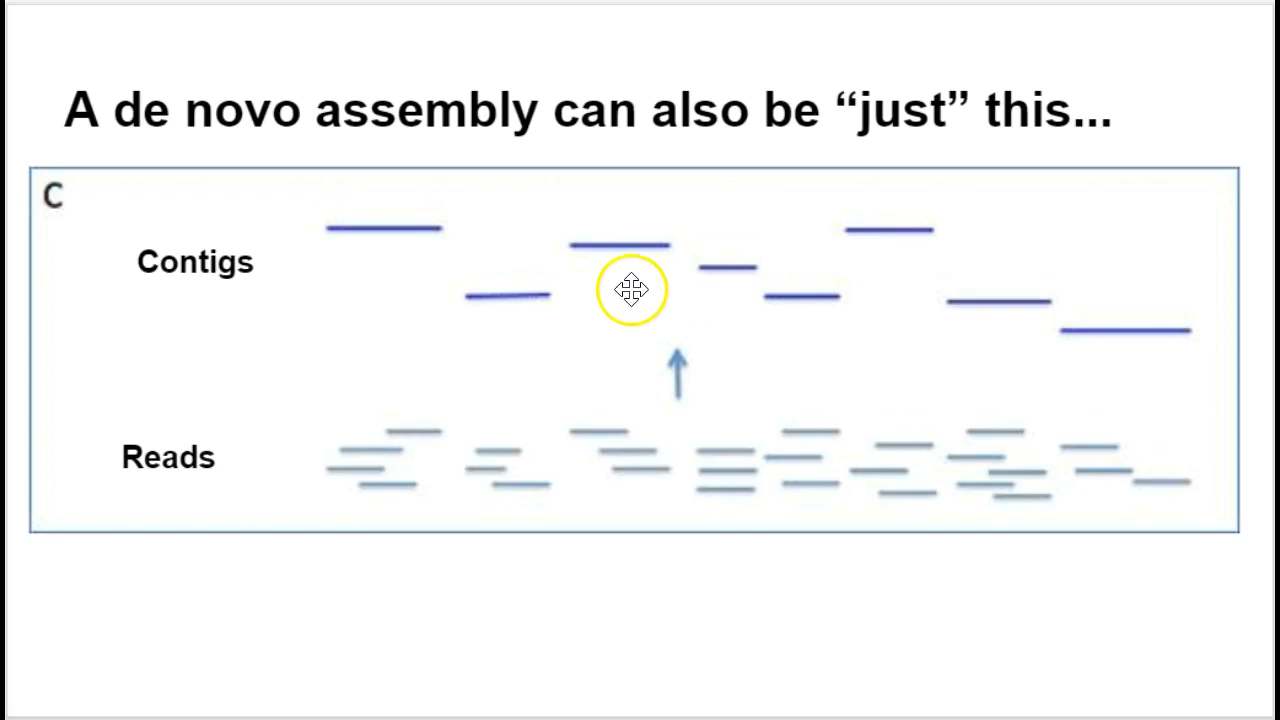 A de novo assembly can also be “just” this...
C
Contigs
Reads